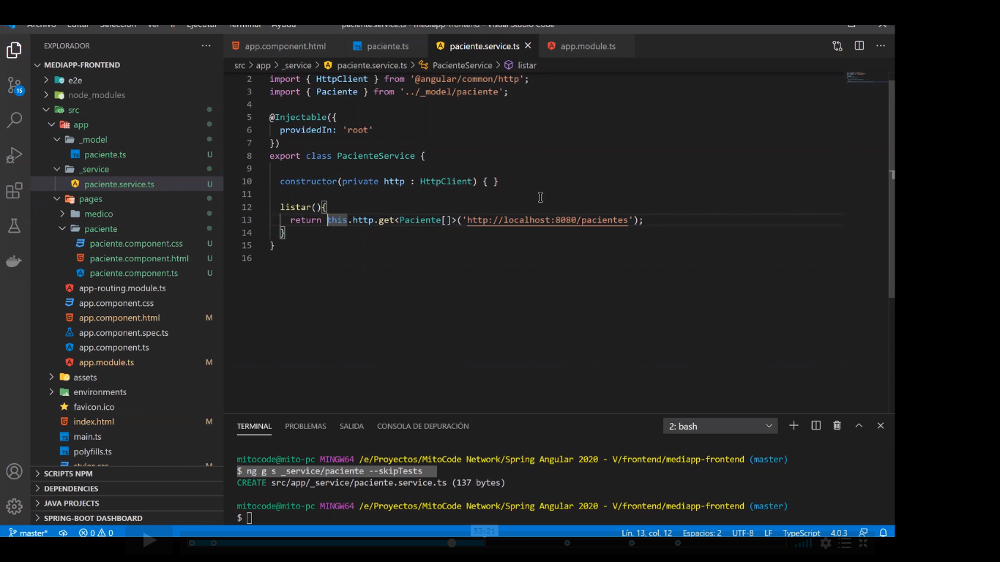 Archivo Editar Selección Ver Ir Ejecutar Terminal Ayuda paciente.service.ts - mediapp-frontend - Visual Studio Code
EXPLORADOR
MEDIAPP-FRONTEND
e2e
node_modules
src
app
_model
paciente.ts U
_service
paciente.service.ts U
pages
medico
paciente
paciente.component.css U
paciente.component.html U
paciente.component.ts U
app-routing.module.ts
app.component.css
app.component.html M
app.component.spec.ts
app.component.ts
app.module.ts M
assets
environments
favicon.ico
index.html M
main.ts
polyfills.ts
styles.css
SCRIPTS NPM
DEPENDENCIES
JAVA PROJECTS
SPRING-BOOT DASHBOARD
15
app.component.html paciente.ts paciente.service.ts app.module.ts
src > app > _service > paciente.service.ts > PacienteService > listar
2 import { HttpClient } from '@angular/common/http';
3 import { Paciente } from '../_model/paciente';
4
5 @Injectable({
6 providedIn: 'root'
7 })
8 export class PacienteService {
9
10 constructor(private http : HttpClient) { }
11
12 listar(){
13 return this.http.get<Paciente[]>('http://localhost:8080/pacientes');
14 }
15 }
16
TERMINAL PROBLEMAS SALIDA CONSOLA DE DEPURACIÓN 2: bash
mitocode@mito-pc MINGW64 /e/Proyectos/MitoCode Network/Spring Angular 2020 - V/frontend/mediapp-frontend (master)
$ ng g s _service/paciente --skipTests
CREATE src/app/_service/paciente.service.ts (137 bytes)
mitocode@mito-pc MINGW64 /e/Proyectos/MitoCode Network/Spring Angular 2020 - V/frontend/mediapp-frontend (master)
$
master* 0 0 53:21 Lín. 13, col. 12 Espacios: 2 UTF-8 LF TypeScript 4.0.3